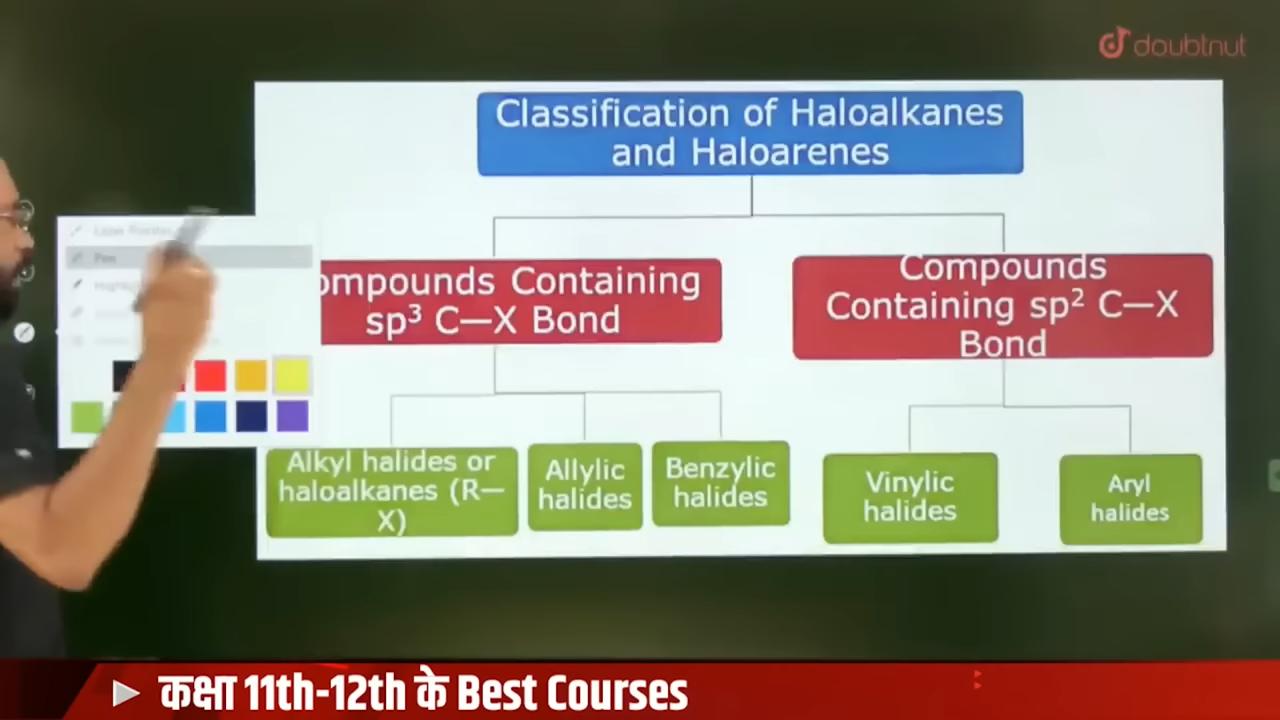 doubtnut
Classification of Haloalkanes
and Haloarenes
ompounds Containing
sp³ C—X Bond
Compounds
Containing sp² C—X
Bond
Pen
Alkyl halides or
haloalkanes (R—
X)
Allylic
halides
Benzylic
halides
Vinylic
halides
Aryl
halides
कक्षा 11th-12th के Best Courses